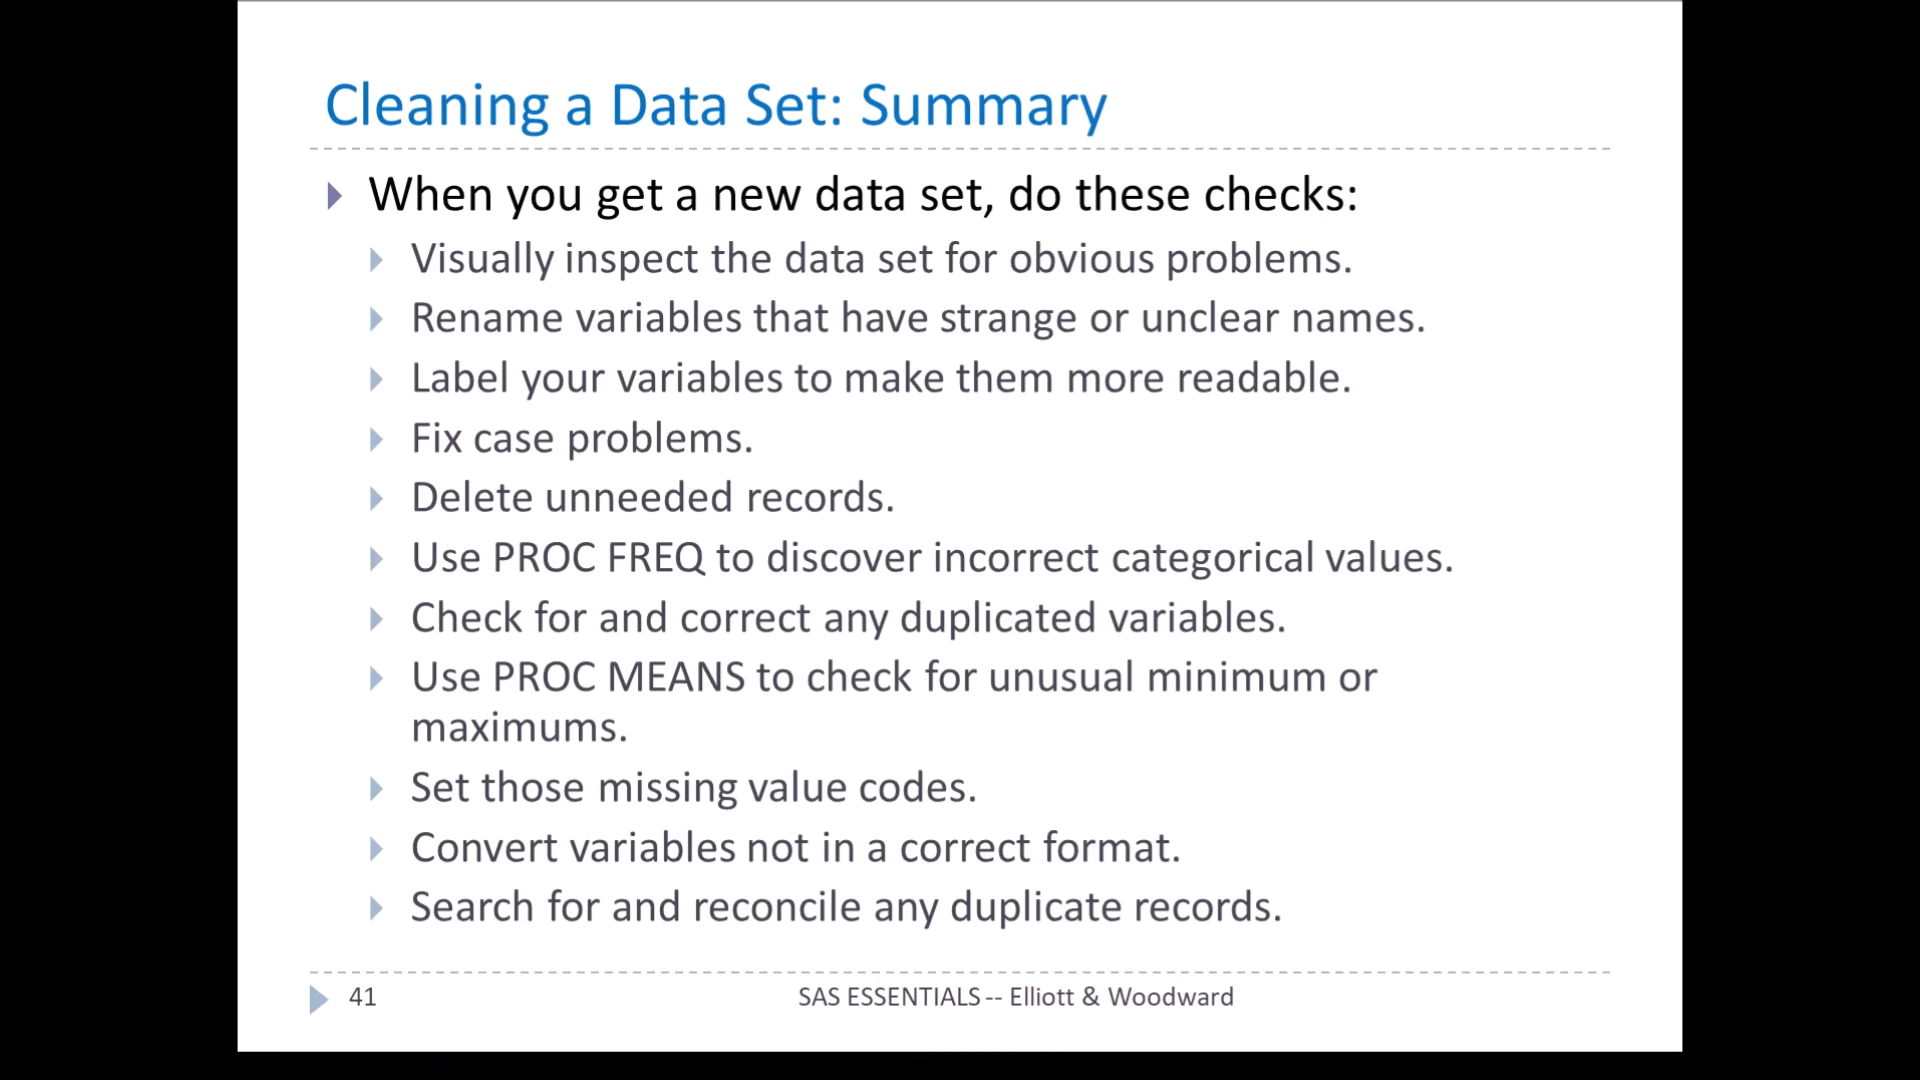 Cleaning a Data Set: Summary
When you get a new data set, do these checks:
Visually inspect the data set for obvious problems.
Rename variables that have strange or unclear names.
Label your variables to make them more readable.
Fix case problems.
Delete unneeded records.
Use PROC FREQ to discover incorrect categorical values.
Check for and correct any duplicated variables.
Use PROC MEANS to check for unusual minimum or
maximums.
Set those missing value codes.
Convert variables not in a correct format.
Search for and reconcile any duplicate records.
41
SAS ESSENTIALS -- Elliott & Woodward